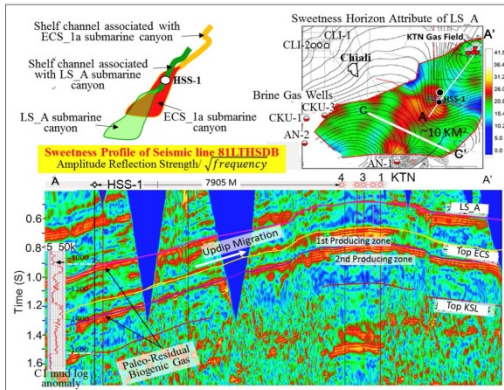 Shelf channel associated with
ECS_1a submarine canyon
Shelf channel associated
with LS_A submarine
canyon
HSS-1
LS_A submarine
canyon
ECS_1a submarine
canyon
Sweetness Profile of Seismic line 81LTHSDB
Amplitude Reflection Strength/ √frequency
Sweetness Horizon Attribute of LS_A
KTN Gas Field
A'
CLI-1
CLI-2
Chiali
Brine Gas Wells
CKU-3
CKU-1
AN-2
AN-1
HSS-1
A
C
C'
~10 KM²
A
HSS-1
7905 M
4 3 1 KTN
A'
5 50k
Time (S)
0.6
0.8
1.0
1.2
1.4
1.6
Updip Migration
1st Producing zone
2nd Producing zone
LS_A
Top ECS
Top KSL
Paleo-Residual
Biogenic Gas
C1 mud log
anomaly